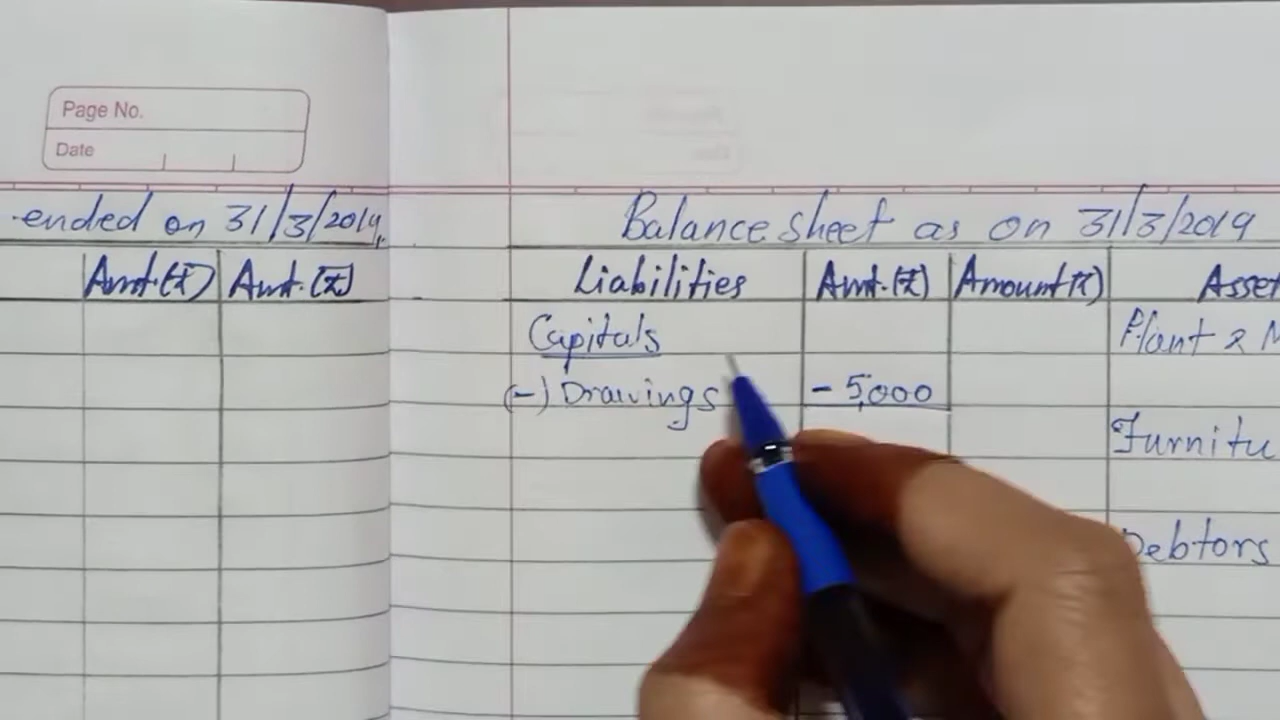 Page No.
Date
ended on 31/3/2019
Amt.(₹) Amt.(₹)
Balance sheet as on 31/3/2019
Liabilities Amt.(₹) Amount(₹) Asset
Capitals Plant & M
(-) Drawings - 5,000
Furnitu
Debtors